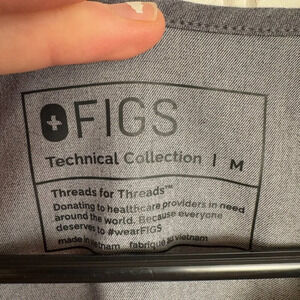 FIGS
Technical Collection | M
Threads for Threads™
Donating to healthcare providers in need
around the world. Because everyone
deserves to #wearFIGS
made in vietnam fabriqué au vietnam